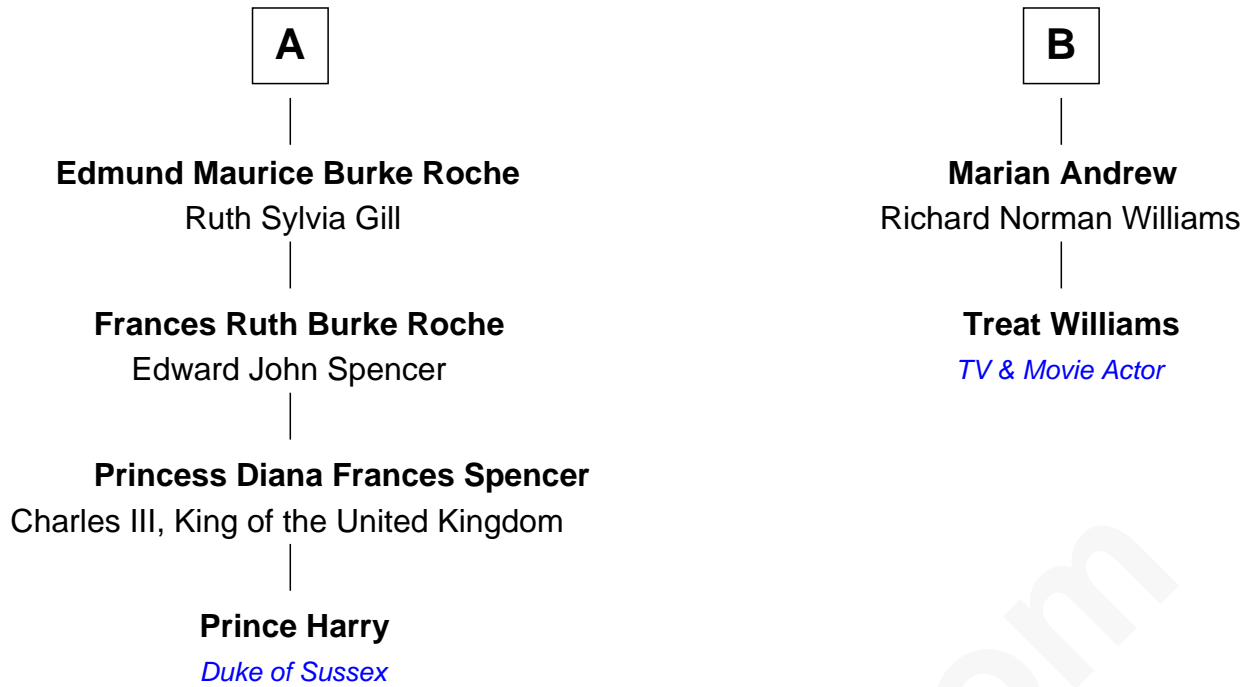 A
Edmund Maurice Burke Roche
Ruth Sylvia Gill
Frances Ruth Burke Roche
Edward John Spencer
Princess Diana Frances Spencer
Charles III, King of the United Kingdom
Prince Harry
Duke of Sussex
B
Marian Andrew
Richard Norman Williams
Treat Williams
TV & Movie Actor
om